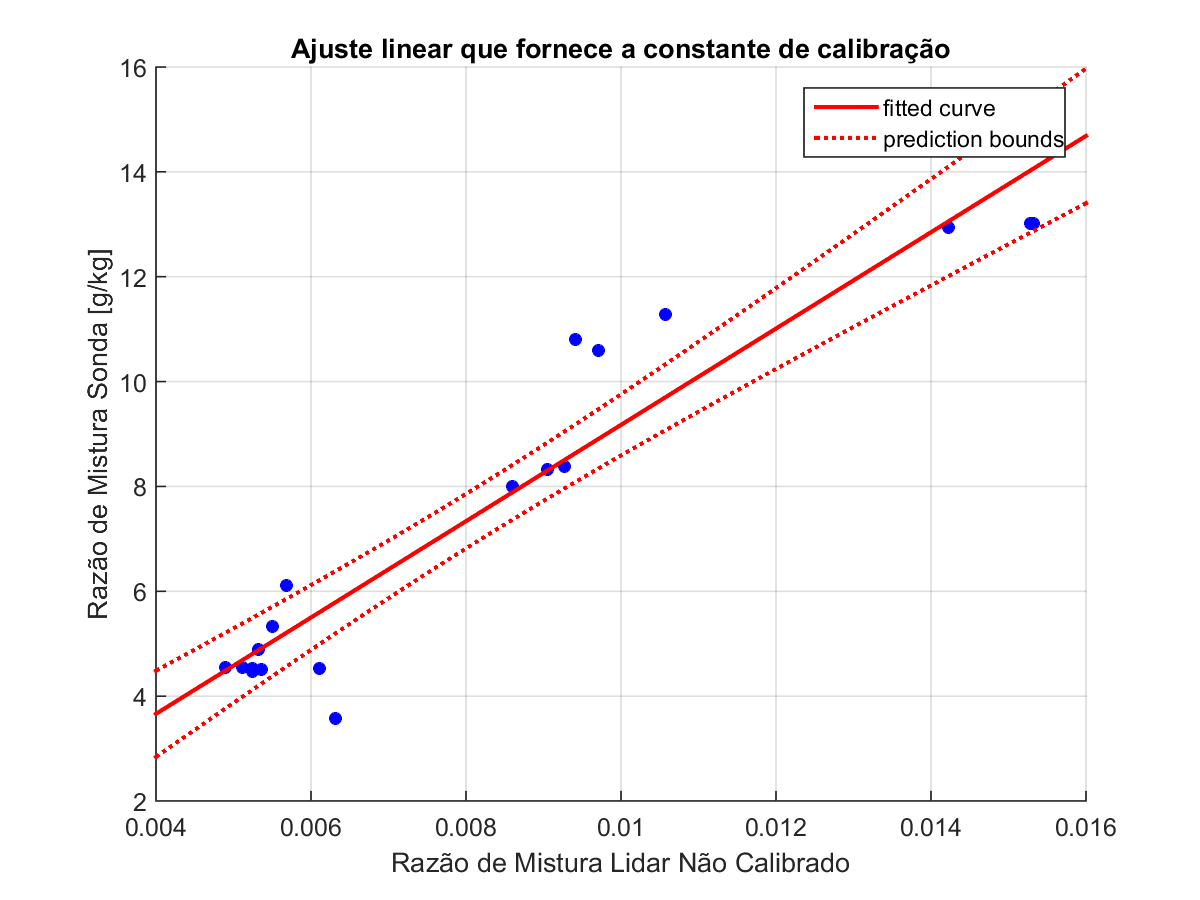 Ajuste linear que fornece a constante de calibração
fitted curve
prediction bounds
Razão de Mistura Sonda [g/kg]
16
14
12
10
8
6
4
2
0.004 0.006 0.008 0.01 0.012 0.014 0.016
Razão de Mistura Lidar Não Calibrado